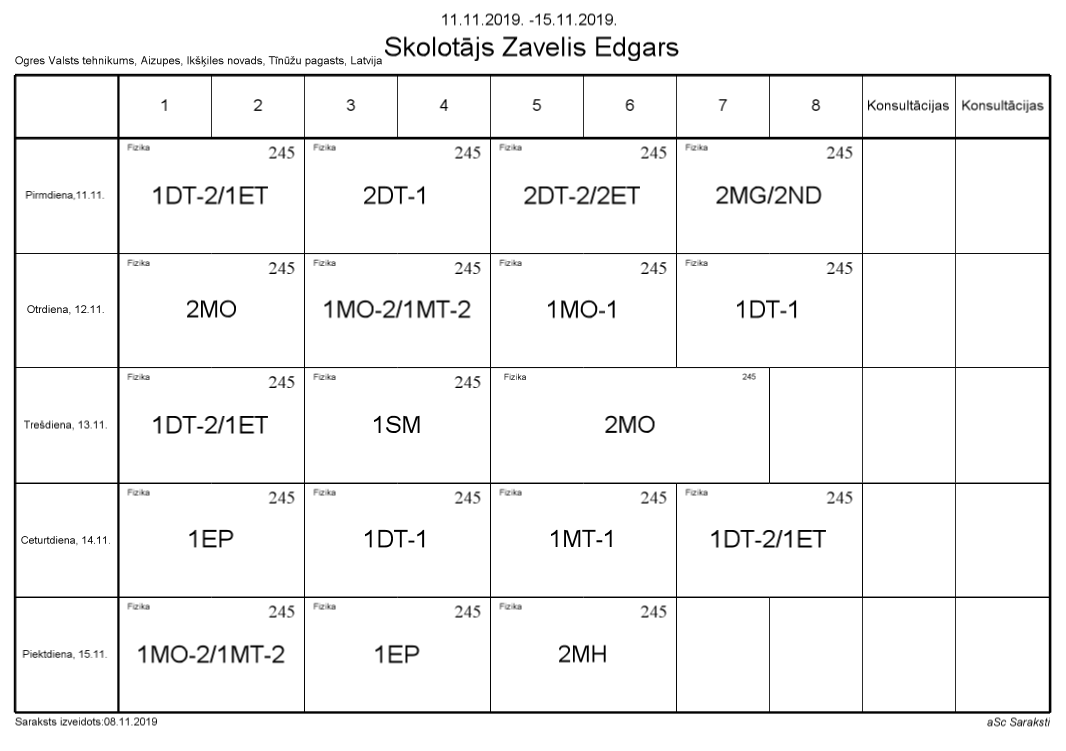 11.11.2019. -15.11.2019.
Skolotājs Zavelis Edgars
Ogres Valsts tehnikums, Aizupes, Ikšķiles novads, Tīnūžu pagasts, Latvija
1 2 3 4 5 6 7 8 Konsultācijas Konsultācijas
Fizika 245 Fizika 245 Fizika 245 Fizika 245
Pirmdiena,11.11. 1DT-2/1ET 2DT-1 2DT-2/2ET 2MG/2ND
Fizika 245 Fizika 245 Fizika 245 Fizika 245
Otrdiena, 12.11. 2MO 1MO-2/1MT-2 1MO-1 1DT-1
Fizika 245 Fizika 245 Fizika 245
Trešdiena, 13.11. 1DT-2/1ET 1SM 2MO
Fizika 245 Fizika 245 Fizika 245 Fizika 245
Ceturtdiena, 14.11. 1EP 1DT-1 1MT-1 1DT-2/1ET
Fizika 245 Fizika 245 Fizika 245
Piektdiena, 15.11. 1MO-2/1MT-2 1EP 2MH
Saraksts izveidots:08.11.2019 aSc Saraksti